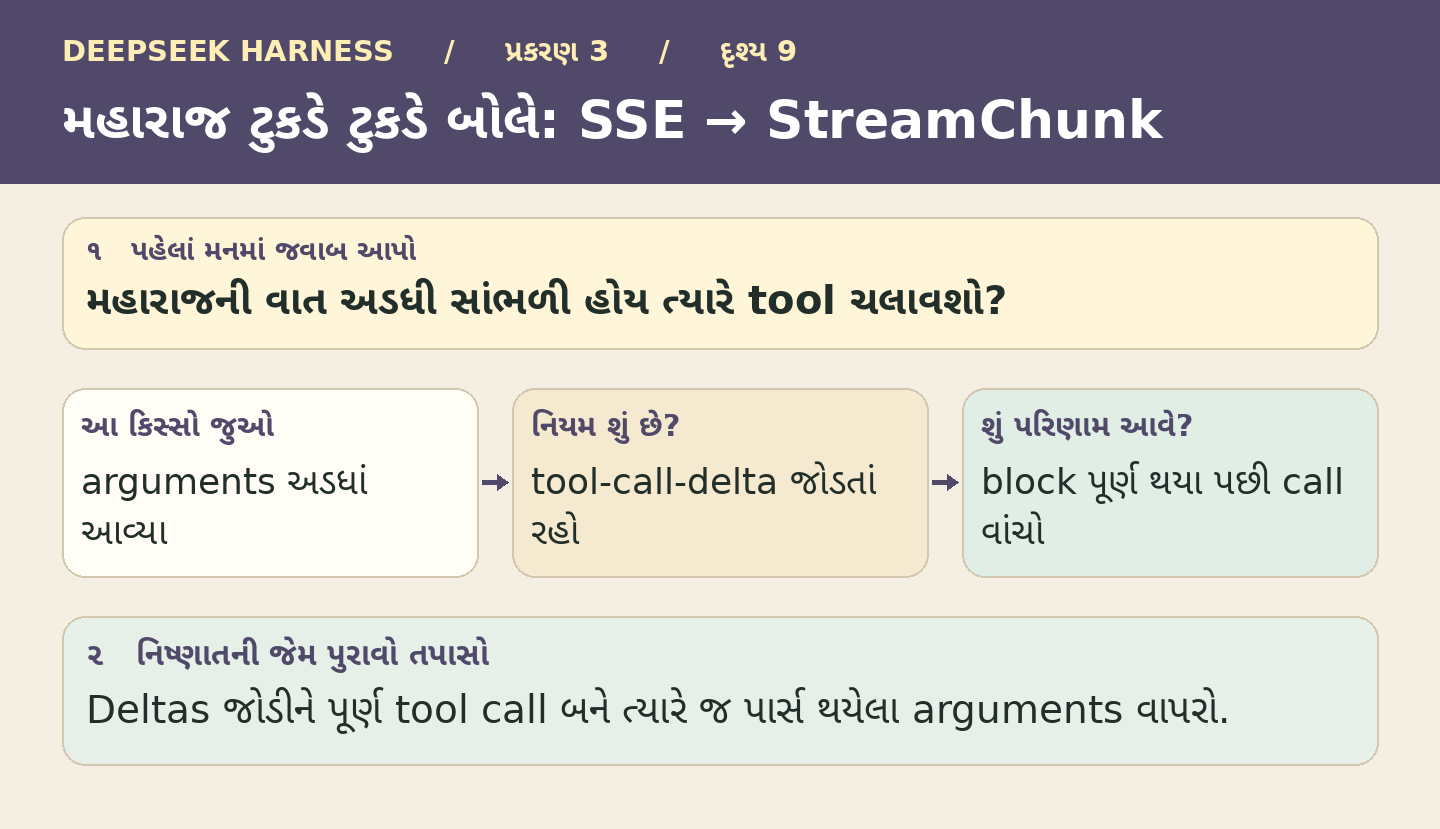 DEEPSEEK HARNESS / પ્રકરણ 3 / દૃશ્ય 9
મહારાજ ટુકડે ટુકડે બોલે: SSE → StreamChunk
૧ પહેલાં મનમાં જવાબ આપો
મહારાજની વાત અડધી સાંભળી હોય ત્યારે tool ચલાવશો?
આ કિસ્સો જુઓ
arguments અડધાં
આવ્યા
નિયમ શું છે?
tool-call-delta જોડતાં
રહો
શું પરિણામ આવે?
block પૂર્ણ થયા પછી call
વાંચો
૨ નિષ્ણાતની જેમ પુરાવો તપાસો
Deltas જોડીને પૂર્ણ tool call બને ત્યારે જ પાર્સ થયેલા arguments વાપરો.